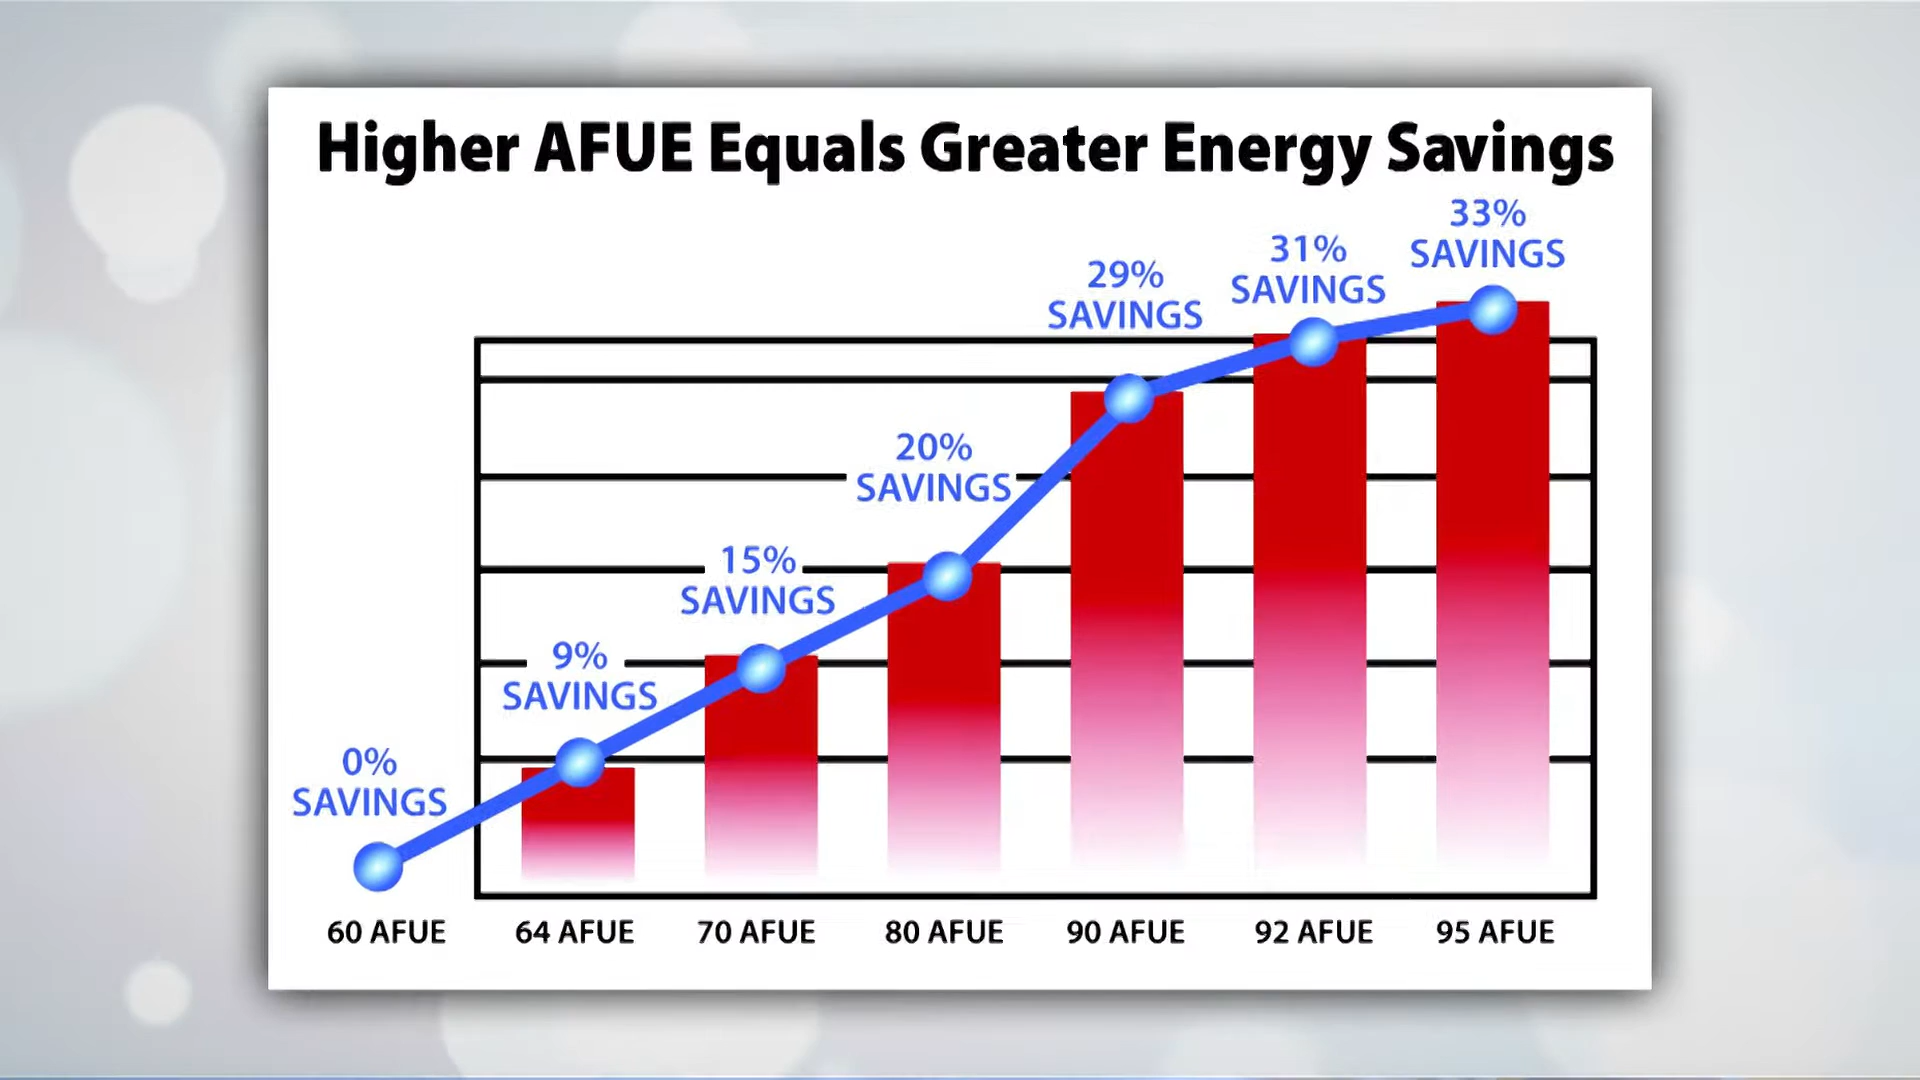 Higher AFUE Equals Greater Energy Savings
0%
SAVINGS
9%
SAVINGS
15%
SAVINGS
20%
SAVINGS
29%
SAVINGS
31%
SAVINGS
33%
SAVINGS
60 AFUE
64 AFUE
70 AFUE
80 AFUE
90 AFUE
92 AFUE
95 AFUE